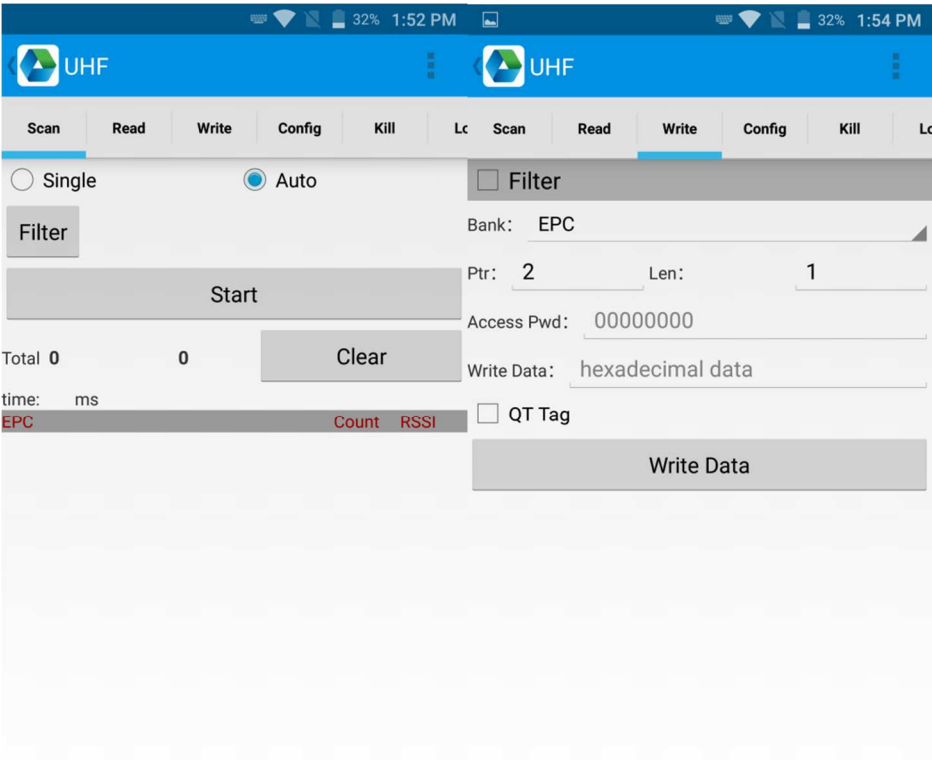 32% 1:52 PM
UHF
Scan Read Write Config Kill Lo
Single Auto
Filter
Start
Total 0 0 Clear
time: ms
EPC Count RSSI
32% 1:54 PM
UHF
Scan Read Write Config Kill Lo
Filter
Bank: EPC
Ptr: 2 Len: 1
Access Pwd: 00000000
Write Data: hexadecimal data
QT Tag
Write Data